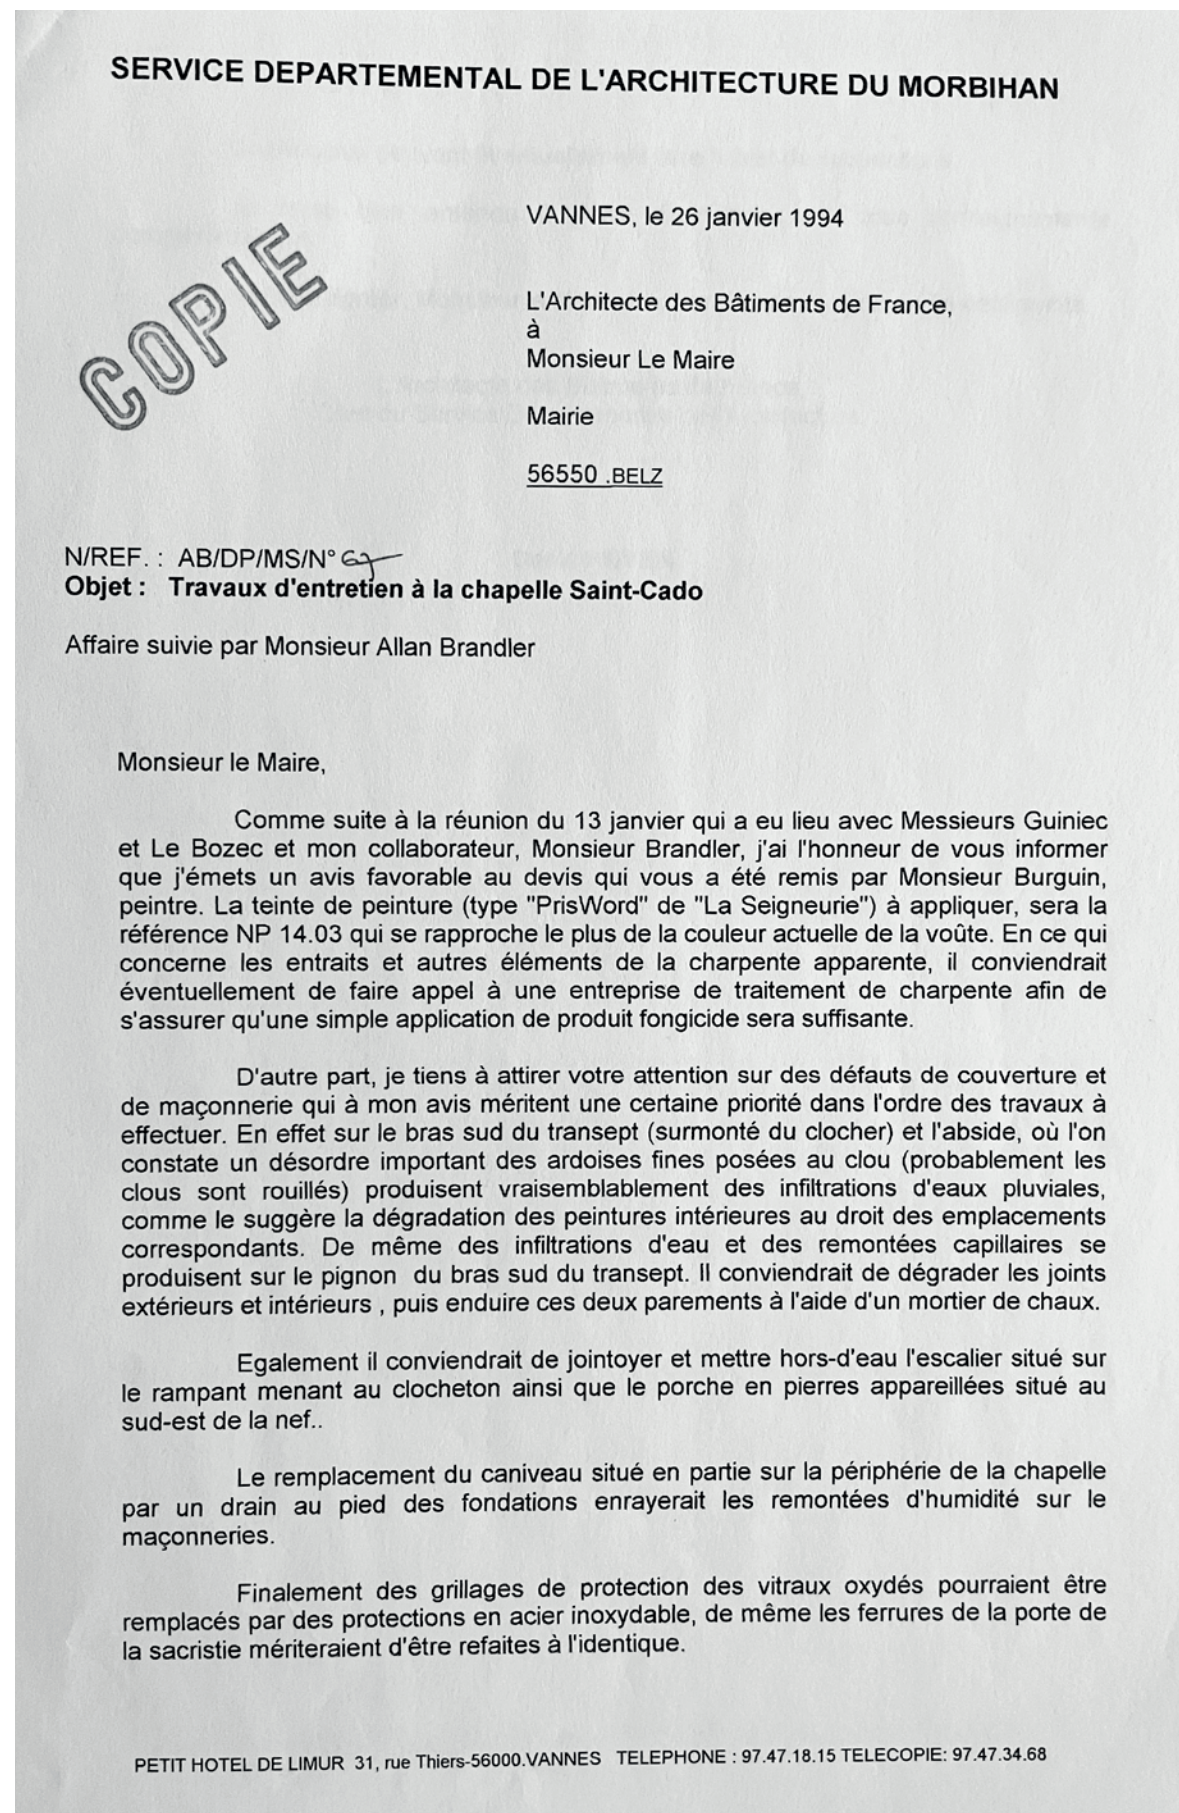 SERVICE DEPARTEMENTAL DE L'ARCHITECTURE DU MORBIHAN
VANNES, le 26 janvier 1994
COPIE
L'Architecte des Bâtiments de France,
à
Monsieur Le Maire
Mairie
56550 .BELZ
N/REF. : AB/DP/MS/N° 67
Objet : Travaux d'entretien à la chapelle Saint-Cado
Affaire suivie par Monsieur Allan Brandler
Monsieur le Maire,
Comme suite à la réunion du 13 janvier qui a eu lieu avec Messieurs Guiniec
et Le Bozec et mon collaborateur, Monsieur Brandler, j'ai l'honneur de vous informer
que j'émets un avis favorable au devis qui vous a été remis par Monsieur Burguin,
peintre. La teinte de peinture (type "PrisWord" de "La Seigneurie") à appliquer, sera la
référence NP 14.03 qui se rapproche le plus de la couleur actuelle de la voûte. En ce qui
concerne les entraits et autres éléments de la charpente apparente, il conviendrait
éventuellement de faire appel à une entreprise de traitement de charpente afin de
s'assurer qu'une simple application de produit fongicide sera suffisante.
D'autre part, je tiens à attirer votre attention sur des défauts de couverture et
de maçonnerie qui à mon avis méritent une certaine priorité dans l'ordre des travaux à
effectuer. En effet sur le bras sud du transept (surmonté du clocher) et l'abside, où l'on
constate un désordre important des ardoises fines posées au clou (probablement les
clous sont rouillés) produisent vraisemblablement des infiltrations d'eaux pluviales,
comme le suggère la dégradation des peintures intérieures au droit des emplacements
correspondants. De même des infiltrations d'eau et des remontées capillaires se
produisent sur le pignon du bras sud du transept. Il conviendrait de dégrader les joints
extérieurs et intérieurs , puis enduire ces deux parements à l'aide d'un mortier de chaux.
Egalement il conviendrait de jointoyer et mettre hors-d'eau l'escalier situé sur
le rampant menant au clocheton ainsi que le porche en pierres appareillées situé au
sud-est de la nef..
Le remplacement du caniveau situé en partie sur la périphérie de la chapelle
par un drain au pied des fondations enrayerait les remontées d'humidité sur le
maçonneries.
Finalement des grillages de protection des vitraux oxydés pourraient être
remplacés par des protections en acier inoxydable, de même les ferrures de la porte de
la sacristie mériteraient d'être refaites à l'identique.
PETIT HOTEL DE LIMUR 31, rue Thiers-56000.VANNES TELEPHONE : 97.47.18.15 TELECOPIE: 97.47.34.68